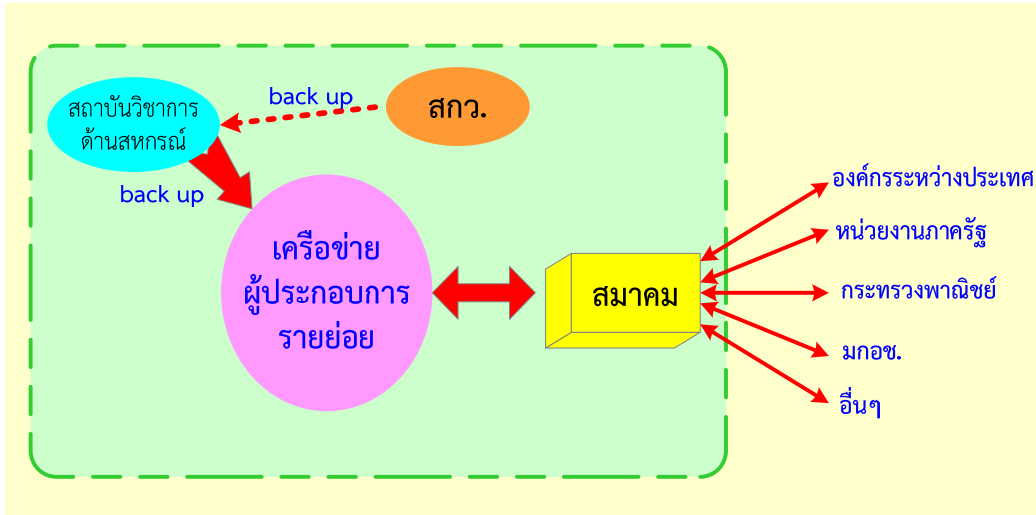 สถาบันวิชาการ
ด้านสหกรณ์
back up
สกว.
back up
เครือข่าย
ผู้ประกอบการ
รายย่อย
สมาคม
องค์กรระหว่างประเทศ
หน่วยงานภาครัฐ
กระทรวงพาณิชย์
มกอช.
อื่นๆ